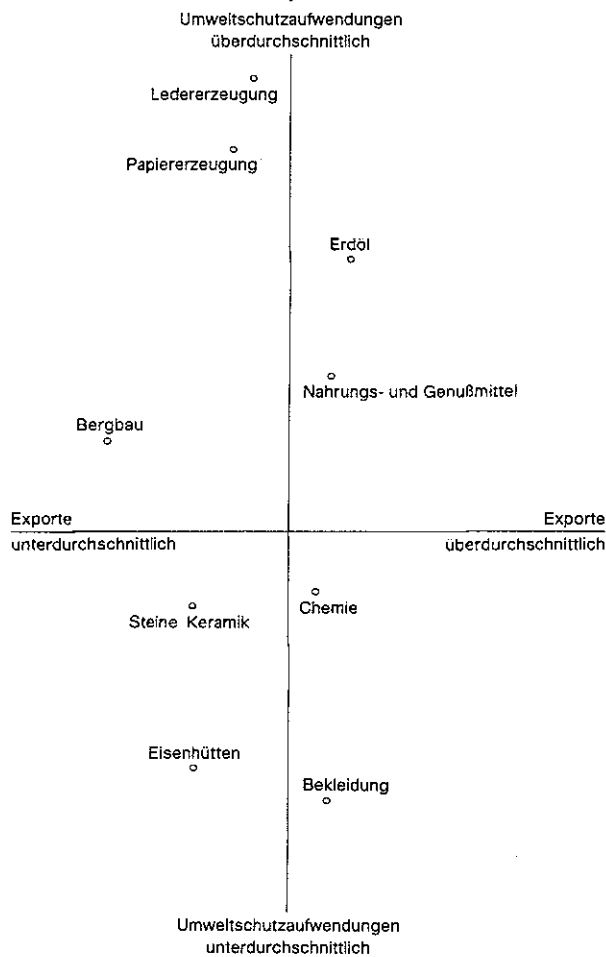 Umweltschutzaufwendungen
überdurchschnittlich
Ledererzeugung
Papiererzeugung
Erdöl
Nahrungs- und Genußmittel
Bergbau
Exporte
unterdurchschnittlich
Exporte
überdurchschnittlich
Chemie
Steine Keramik
Eisenhütten
Bekleidung
Umweltschutzaufwendungen
unterdurchschnittlich